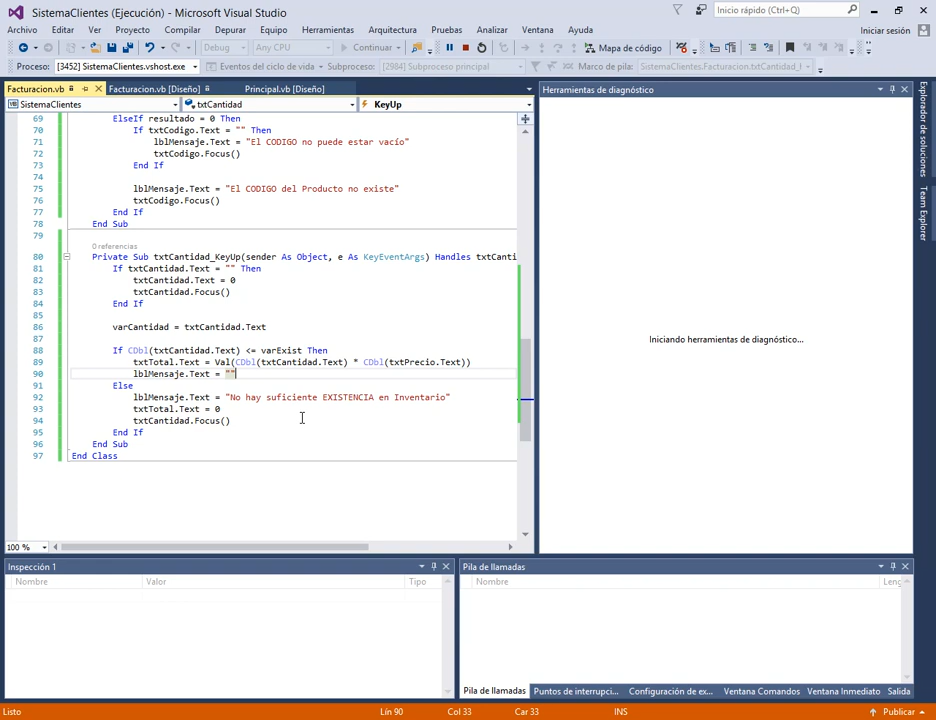 SistemaClientes (Ejecución) - Microsoft Visual Studio
Inicio rápido (Ctrl+Q)
Archivo Editar Ver Proyecto Compilar Depurar Equipo Herramientas Arquitectura Pruebas Analizar Ventana Ayuda
Iniciar sesión
Debug Any CPU Continuar Mapa de código
Proceso: [3452] SistemaClientes.vshost.exe Eventos del ciclo de vida Subproceso: [2984] Subproceso principal Marco de pila: SistemaClientes.Facturacion.txtCantidad_l
Facturacion.vb Facturacion.vb [Diseño] Principal.vb [Diseño]
SistemaClientes txtCantidad KeyUp
69 ElseIf resultado = 0 Then
70 If txtCodigo.Text = "" Then
71 lblMensaje.Text = "El CODIGO no puede estar vacío"
72 txtCodigo.Focus()
73 End If
74
75 lblMensaje.Text = "El CODIGO del Producto no existe"
76 txtCodigo.Focus()
77 End If
78 End Sub
79
0 referencias
80 Private Sub txtCantidad_KeyUp(sender As Object, e As KeyEventArgs) Handles txtCanti
81 If txtCantidad.Text = "" Then
82 txtCantidad.Text = 0
83 txtCantidad.Focus()
84 End If
85
86 varCantidad = txtCantidad.Text
87
88 If CDbl(txtCantidad.Text) <= varExist Then
89 txtTotal.Text = Val(CDbl(txtCantidad.Text) * CDbl(txtPrecio.Text))
90 lblMensaje.Text = ""
91 Else
92 lblMensaje.Text = "No hay suficiente EXISTENCIA en Inventario"
93 txtTotal.Text = 0
94 txtCantidad.Focus()
95 End If
96 End Sub
97 End Class
100 %
Herramientas de diagnóstico
Iniciando herramientas de diagnóstico...
Explorador de soluciones
Team Explorer
Inspección 1
Nombre Valor Tipo
Pila de llamadas
Nombre Leng
Pila de llamadas Puntos de interrupci... Configuración de ex... Ventana Comandos Ventana Inmediato Salida
Listo Lín 90 Col 33 Car 33 INS Publicar